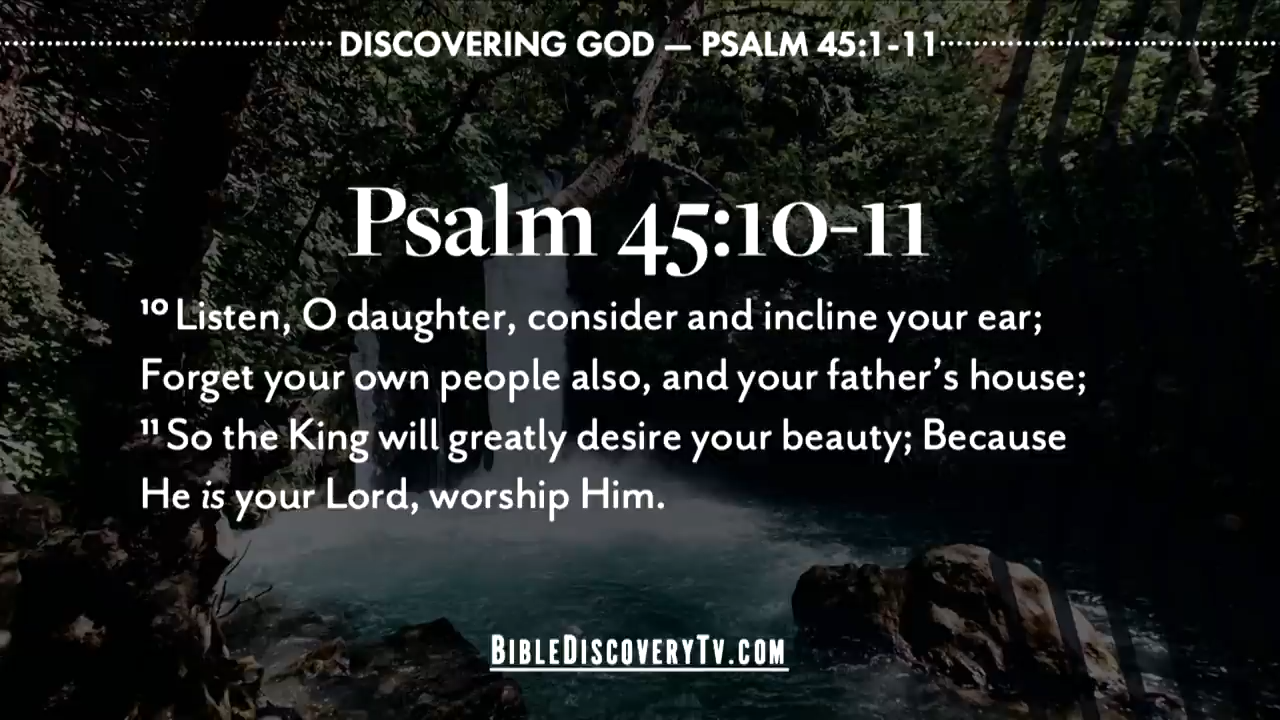 DISCOVERING GOD — PSALM 45:1-11
Psalm 45:10-11
¹⁰ Listen, O daughter, consider and incline your ear;
Forget your own people also, and your father’s house;
¹¹ So the King will greatly desire your beauty; Because
He is your Lord, worship Him.
BIBLEDISCOVERYTV.COM